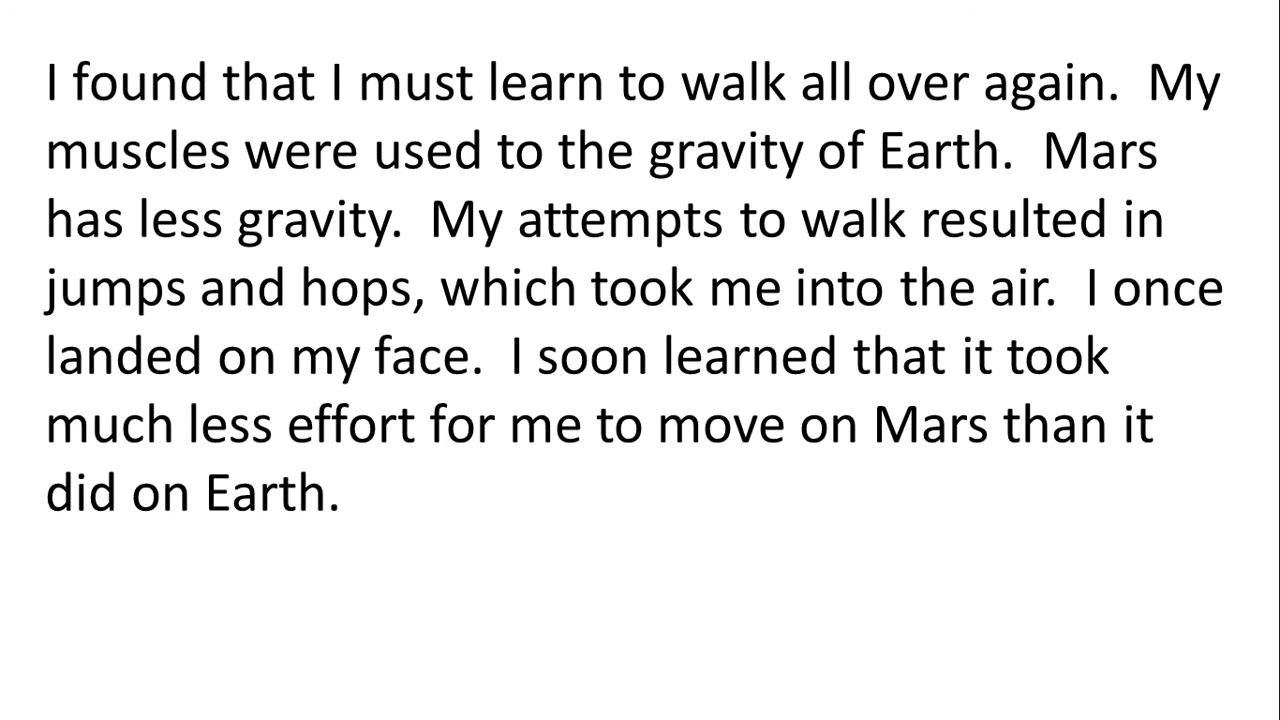 I found that I must learn to walk all over again.  My
muscles were used to the gravity of Earth.  Mars
has less gravity.  My attempts to walk resulted in
jumps and hops, which took me into the air.  I once
landed on my face.  I soon learned that it took
much less effort for me to move on Mars than it
did on Earth.